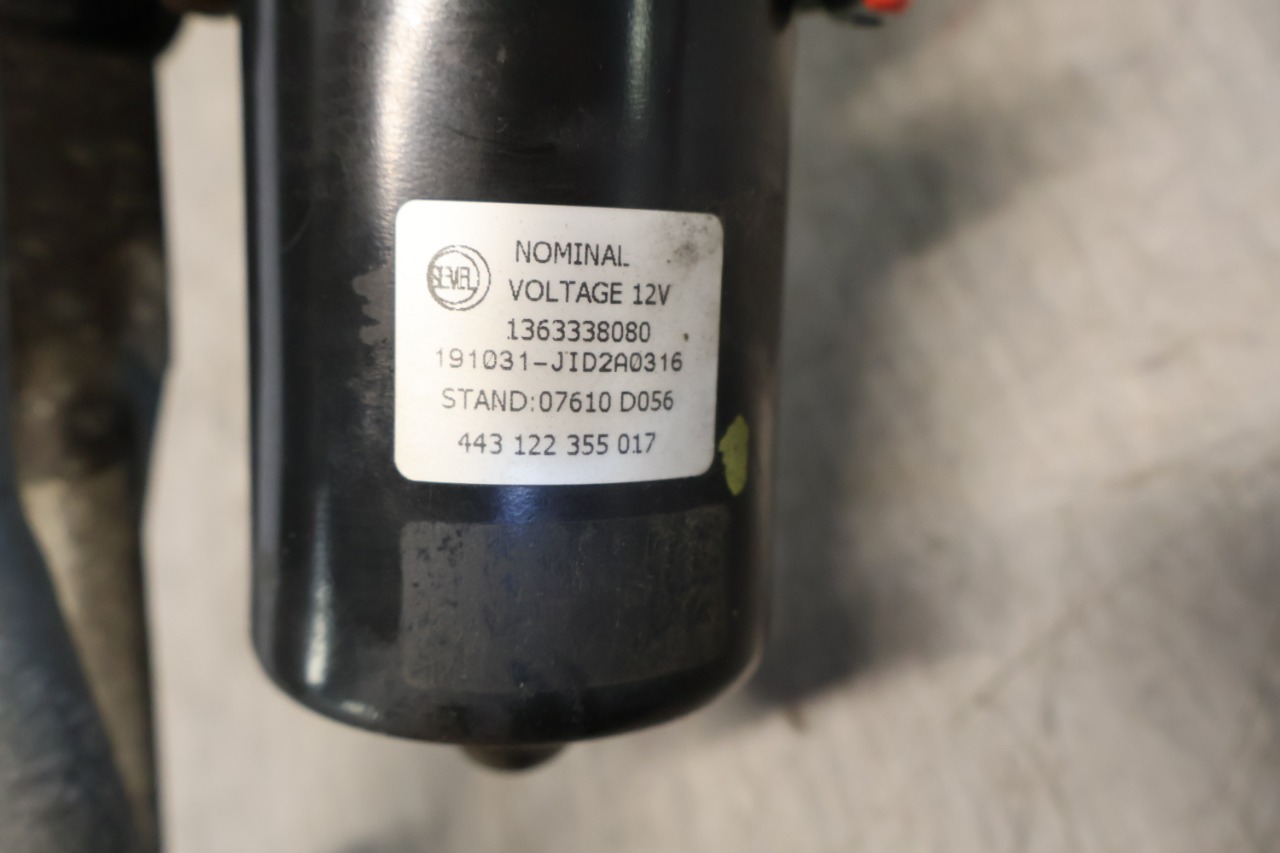 SEVEL
NOMINAL
VOLTAGE 12V
1363338080
191031-JID2A0316
STAND:07610 D056
443 122 355 017